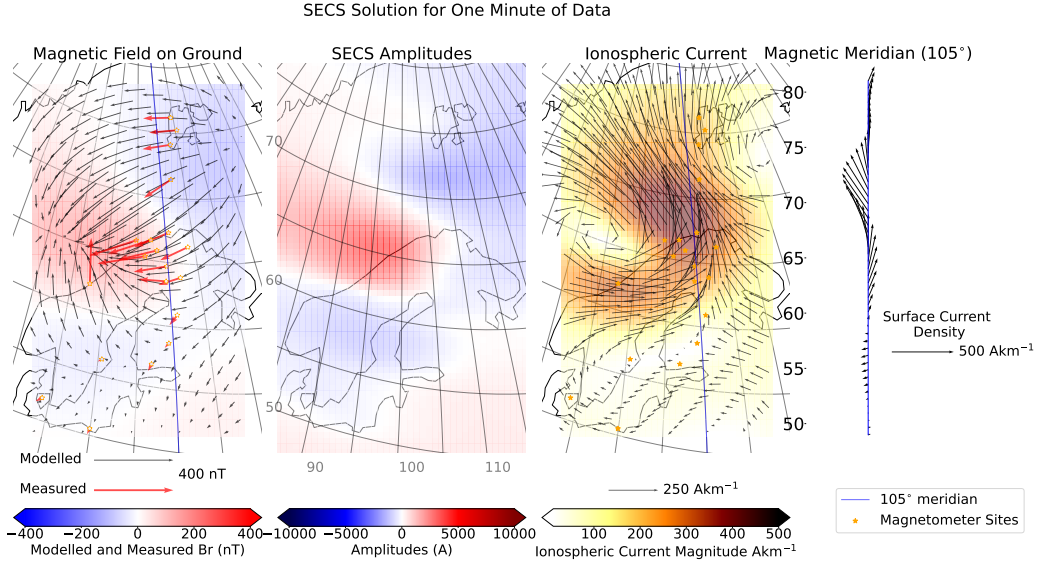 SECS Solution for One Minute of Data
Magnetic Field on Ground
SECS Amplitudes
Ionospheric Current
Magnetic Meridian (105°)
80
75
70
65
60
55
50
70
60
50
90
100
110
Surface Current
Density
500 Akm⁻¹
Modelled
400 nT
Measured
250 Akm⁻¹
−400 −200 0 200 400
Modelled and Measured Br (nT)
−10000 −5000 0 5000 10000
Amplitudes (A)
0 100 200 300 400 500
Ionospheric Current Magnitude Akm⁻¹
105° meridian
Magnetometer Sites